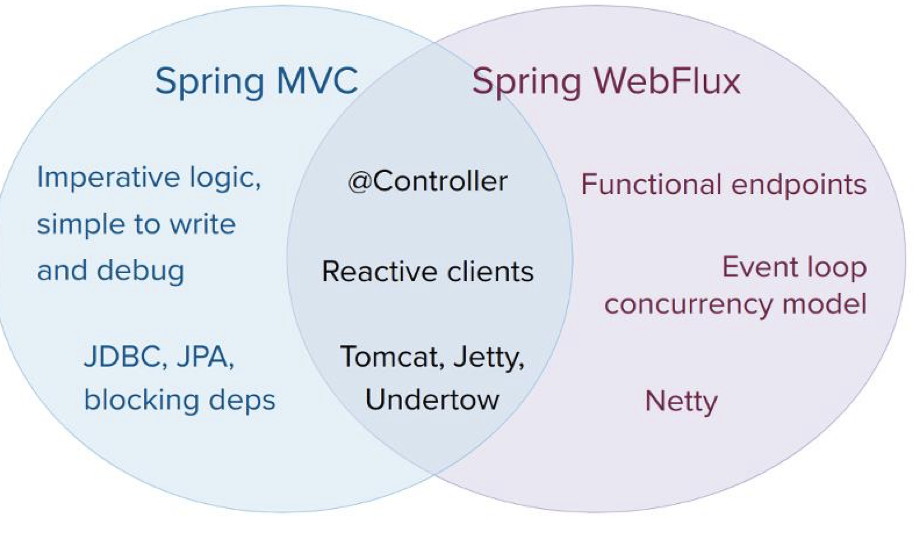 Spring MVC
Spring WebFlux
Imperative logic,
simple to write
and debug
JDBC, JPA,
blocking deps
@Controller
Reactive clients
Tomcat, Jetty,
Undertow
Functional endpoints
Event loop
concurrency model
Netty